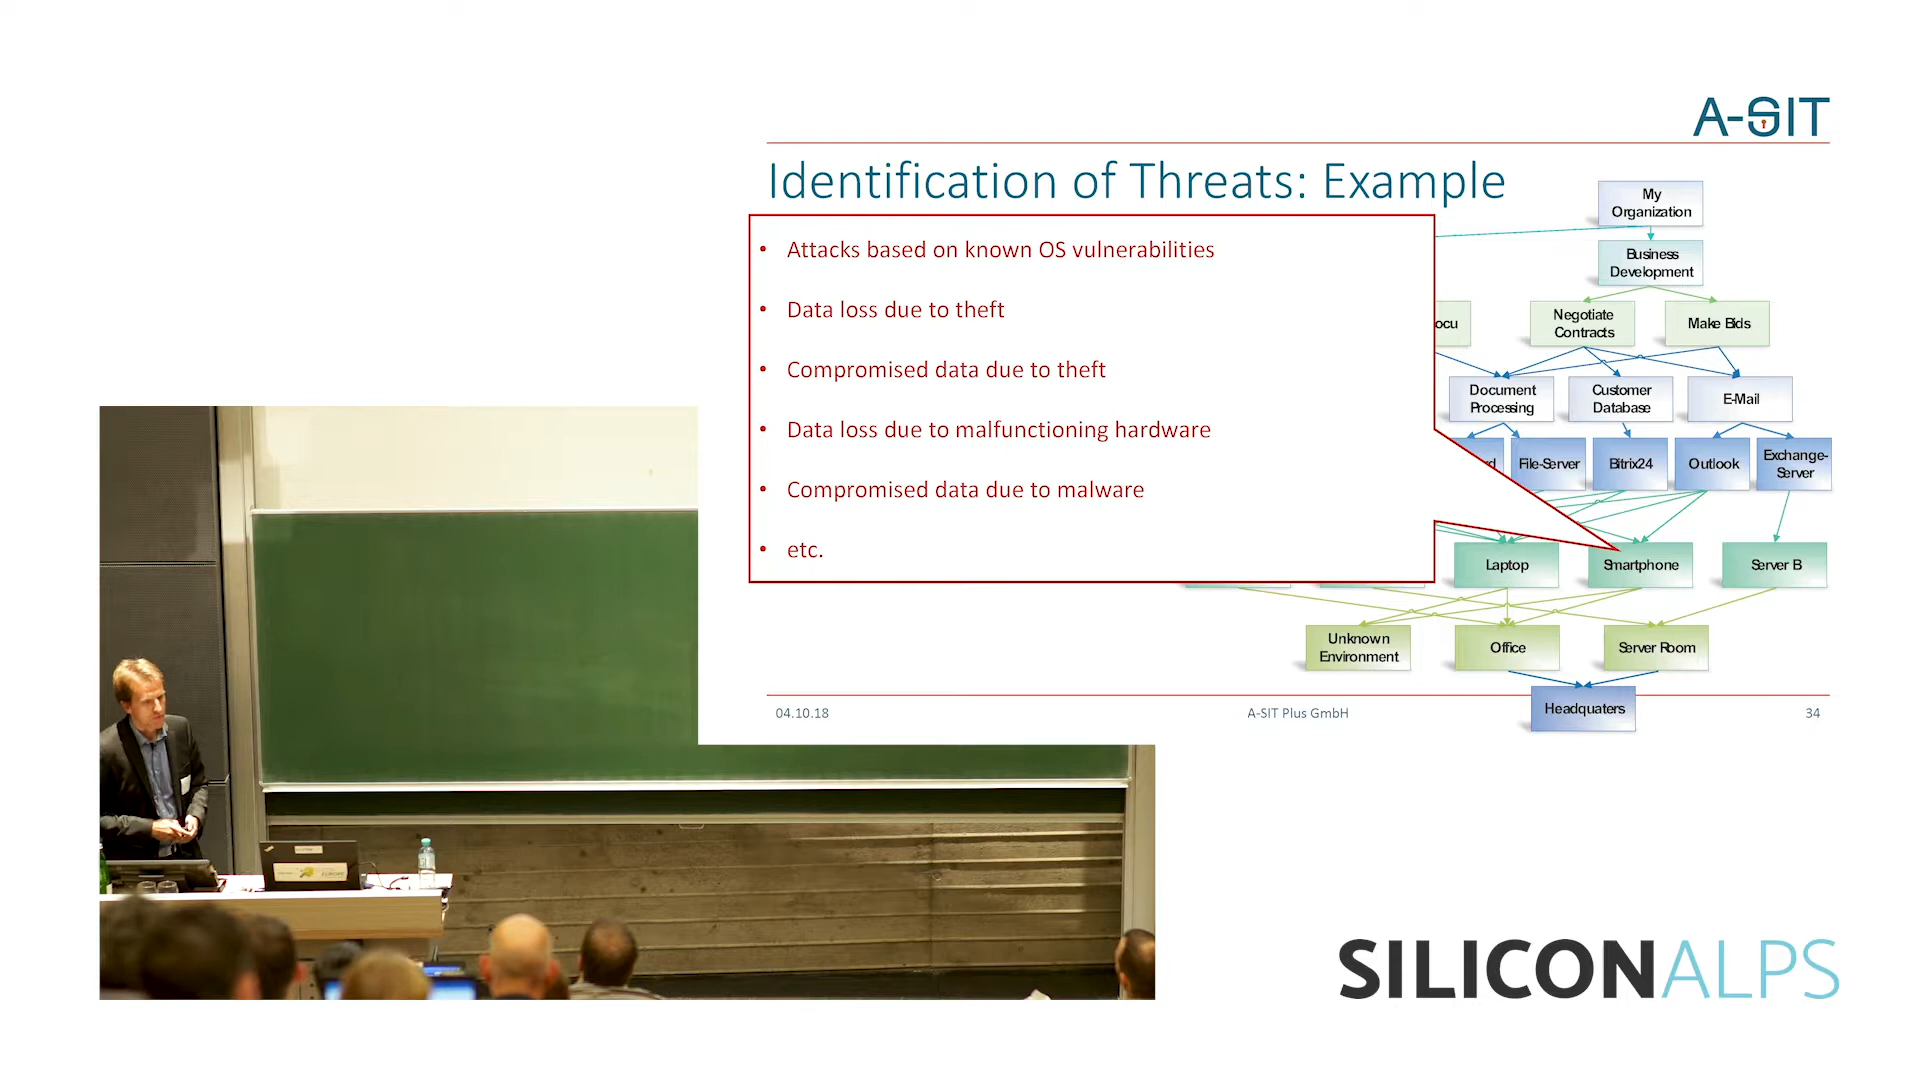 A-SIT
Identification of Threats: Example
• Attacks based on known OS vulnerabilities
• Data loss due to theft
• Compromised data due to theft
• Data loss due to malfunctioning hardware
• Compromised data due to malware
• etc.
My
Organization
Business
Development
ocu
Negotiate
Contracts
Make Bids
Document
Processing
Customer
Database
E-Mail
rd
File-Server
Bitrix24
Outlook
Exchange-
Server
Laptop
Smartphone
Server B
Unknown
Environment
Office
Server Room
Headquaters
04.10.18
A-SIT Plus GmbH
34
SILICONALPS